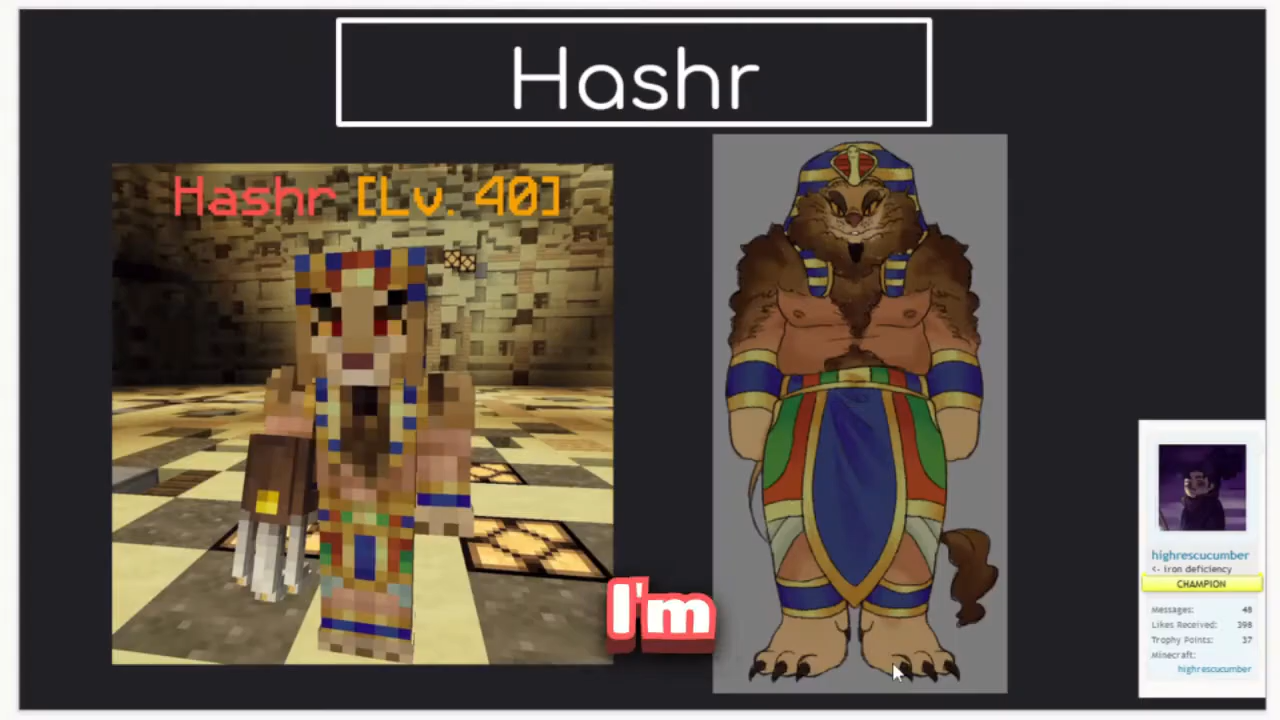 Hashr
Hashr [Lv. 40]
I'm
highrescucumber
<- iron deficiency
CHAMPION
Messages: 48
Likes Received: 398
Trophy Points: 37
Minecraft:
highrescucumber